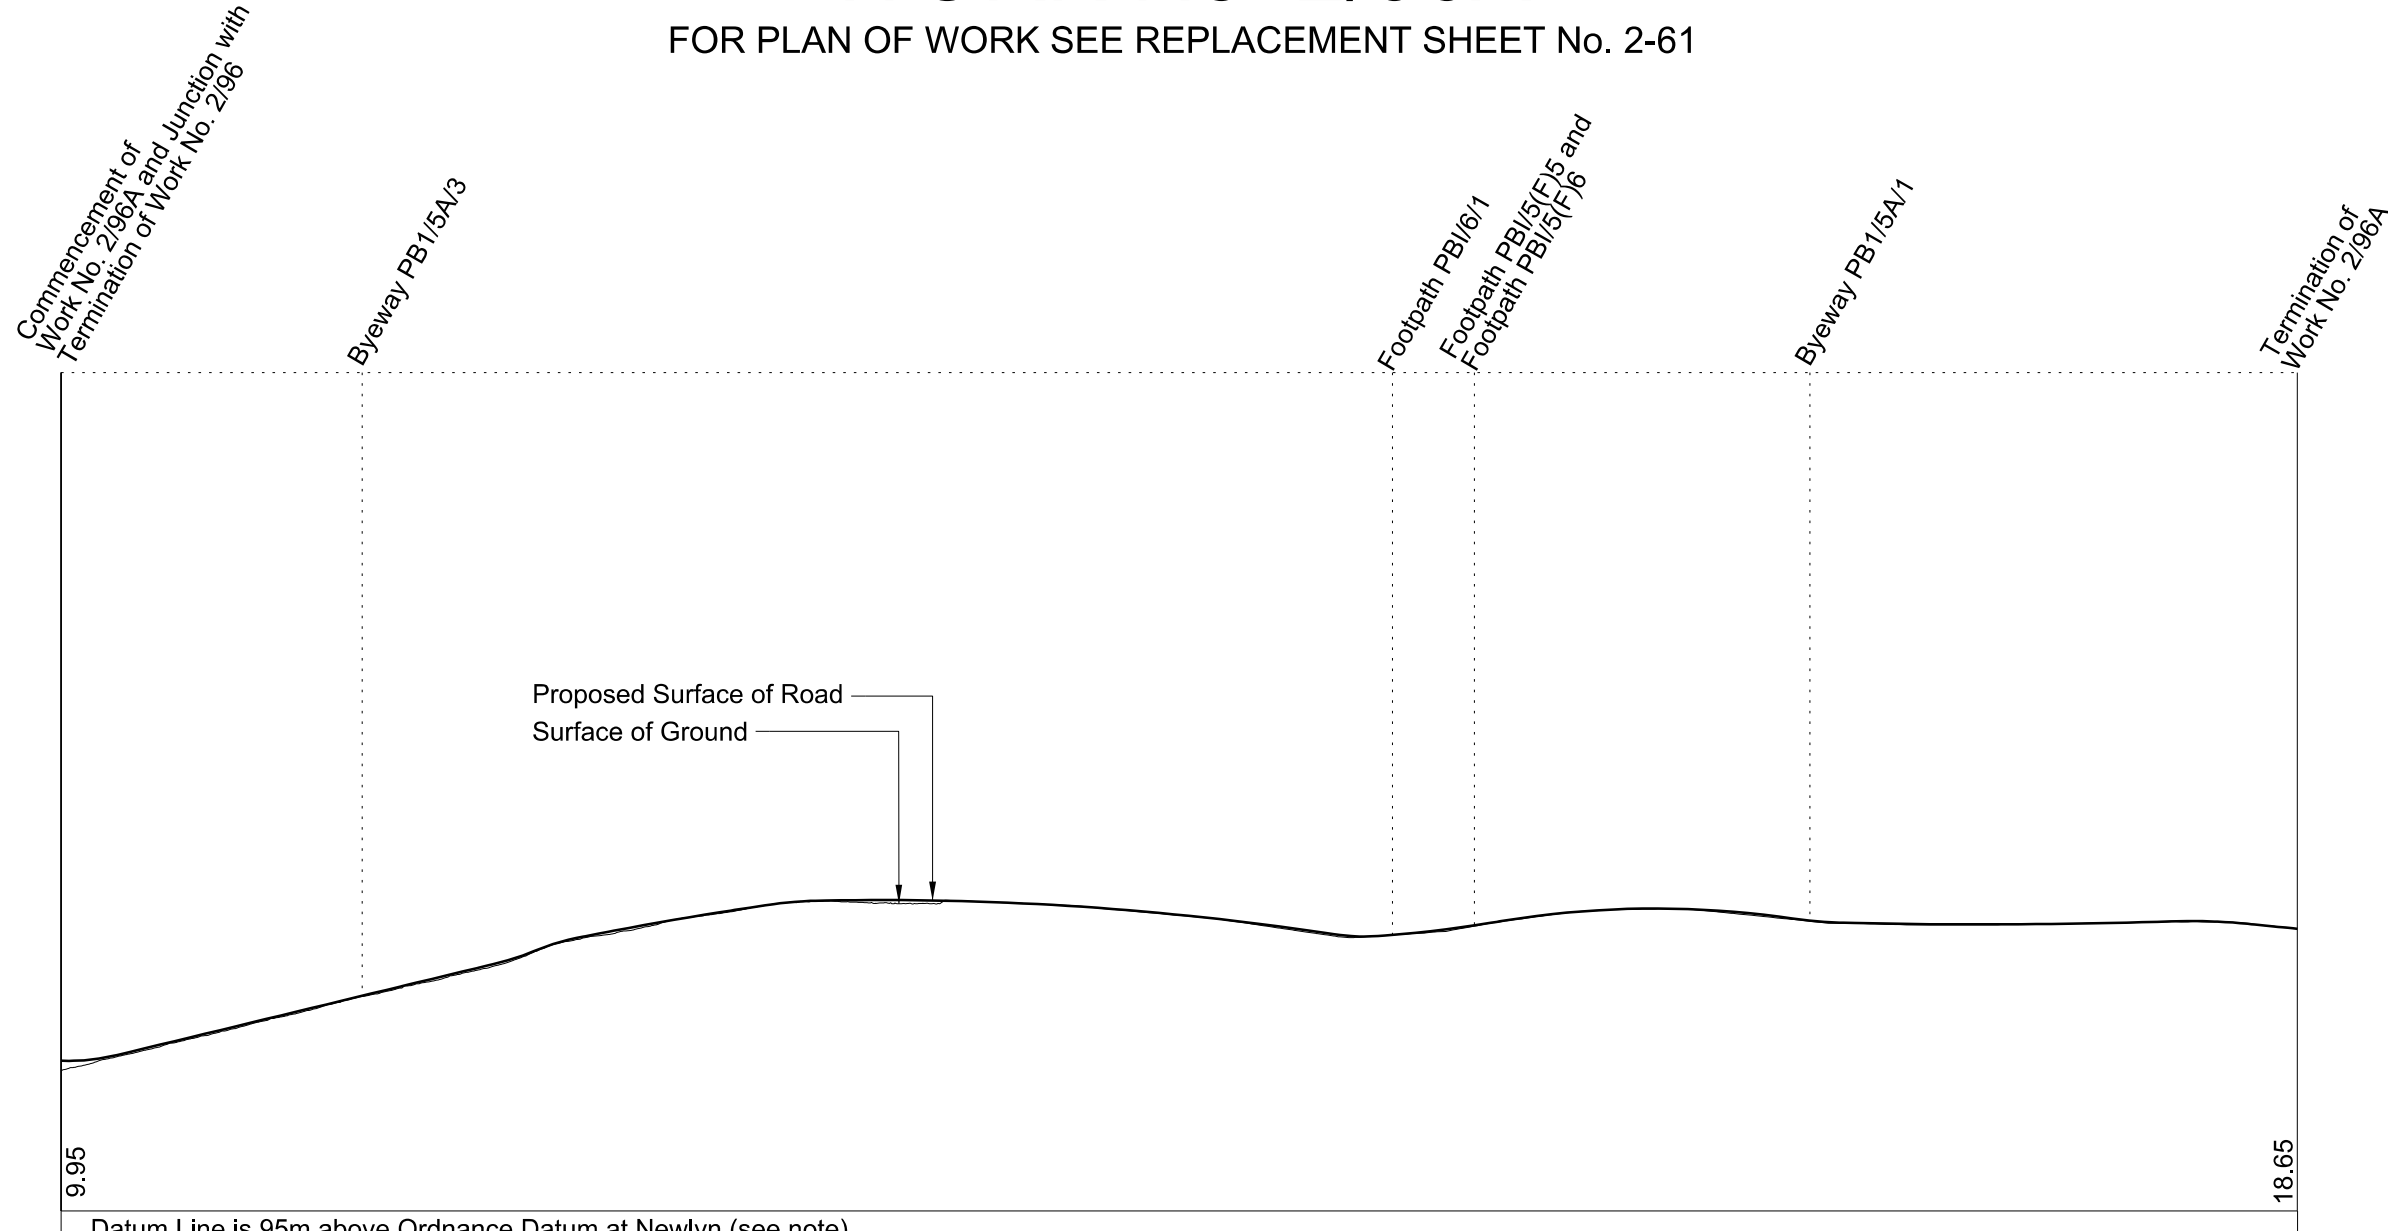 FOR PLAN OF WORK SEE REPLACEMENT SHEET No. 2-61
Commencement of
Work No. 2/96A and Junction with
Termination of Work No. 2/96
Byeway PB1/5A/3
Footpath PBI/6/1
Footpath PBI/5(F)5 and
Footpath PBI/5(F)6
Byeway PB1/5A/1
Termination of
Work No. 2/96A
Proposed Surface of Road
Surface of Ground
9.95
18.65
Datum Line is 95m above Ordnance Datum at Newlyn (see note)